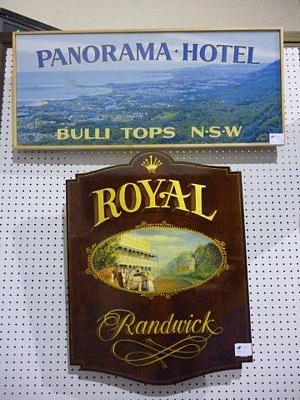 PANORAMA · HOTEL
BULLI TOPS N·S·W
ROYAL
Randwick